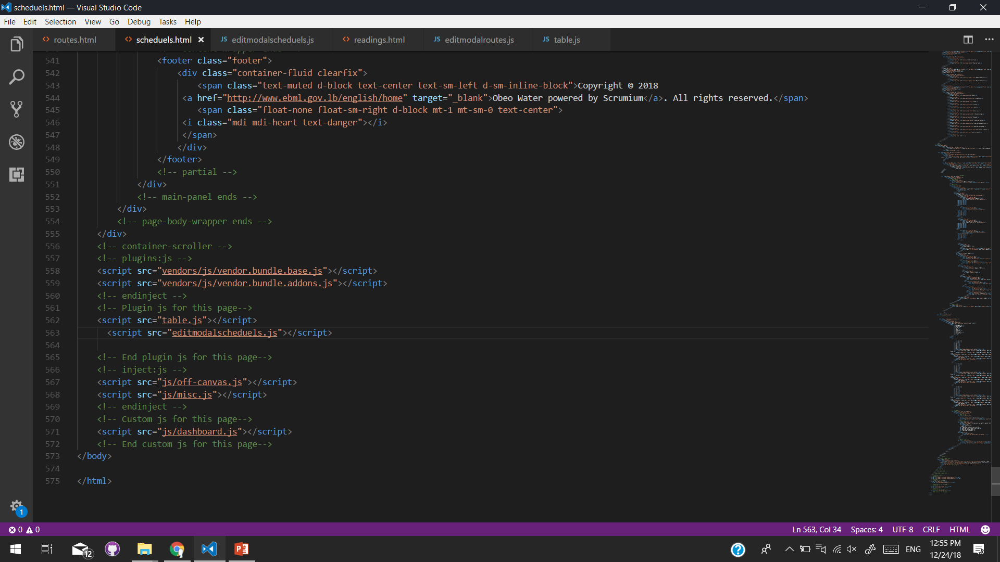 scheduels.html — Visual Studio Code
File Edit Selection View Go Debug Tasks Help
<> routes.html <> scheduels.html × JS editmodalscheduels.js <> readings.html JS editmodalroutes.js JS table.js
541 <footer class="footer">
542 <div class="container-fluid clearfix">
543 <span class="text-muted d-block text-center text-sm-left d-sm-inline-block">Copyright © 2018
544 <a href="http://www.ebml.gov.lb/english/home" target="_blank">Obeo Water powered by Scrumium</a>. All rights reserved.</span>
545 <span class="float-none float-sm-right d-block mt-1 mt-sm-0 text-center">
546 <i class="mdi mdi-heart text-danger"></i>
547 </span>
548 </div>
549 </footer>
550 <!-- partial -->
551 </div>
552 <!-- main-panel ends -->
553 </div>
554 <!-- page-body-wrapper ends -->
555 </div>
556 <!-- container-scroller -->
557 <!-- plugins:js -->
558 <script src="vendors/js/vendor.bundle.base.js"></script>
559 <script src="vendors/js/vendor.bundle.addons.js"></script>
560 <!-- endinject -->
561 <!-- Plugin js for this page-->
562 <script src="table.js"></script>
563 <script src="editmodalscheduels.js"></script>
564
565 <!-- End plugin js for this page-->
566 <!-- inject:js -->
567 <script src="js/off-canvas.js"></script>
568 <script src="js/misc.js"></script>
569 <!-- endinject -->
570 <!-- Custom js for this page-->
571 <script src="js/dashboard.js"></script>
572 <!-- End custom js for this page-->
573 </body>
574
575 </html>
1
0 0 Ln 563, Col 34 Spaces: 4 UTF-8 CRLF HTML
12 ENG 12:55 PM
12/24/18